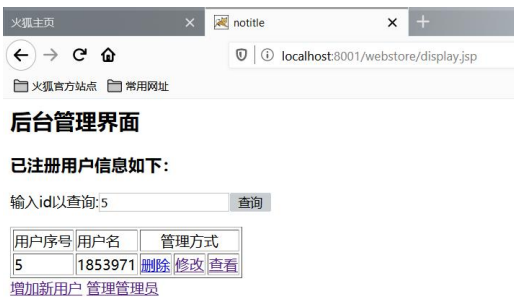 火狐主页
notitle
localhost:8001/webstore/display.jsp
火狐官方站点 常用网址
后台管理界面
已注册用户信息如下：
输入id以查询:5 查询
用户序号 用户名 管理方式
5 1853971 删除 修改 查看
增加新用户 管理管理员